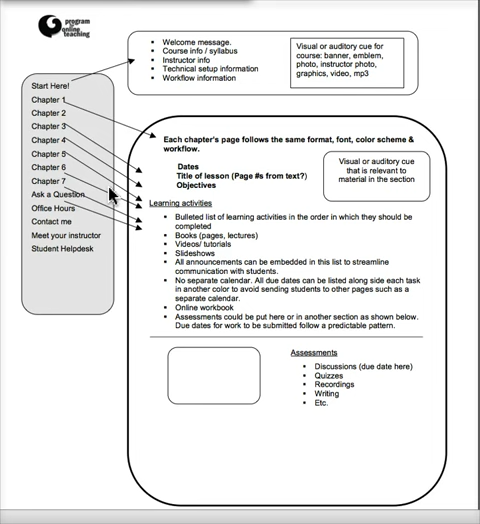 program
for
online
teaching
Welcome message.
Course info / syllabus
Instructor info
Technical setup information
Workflow information
Visual or auditory cue for
course: banner, emblem,
photo, instructor photo,
graphics, video, mp3
Start Here!
Chapter 1
Chapter 2
Chapter 3
Chapter 4
Chapter 5
Chapter 6
Chapter 7
Ask a Question
Office Hours
Contact me
Meet your instructor
Student Helpdesk
Each chapter's page follows the same format, font, color scheme &
workflow.
Dates
Title of lesson (Page #s from text?)
Objectives
Visual or auditory cue
that is relevant to
material in the section
Learning activities
Bulleted list of learning activities in the order in which they should be
completed
Books (pages, lectures)
Videos/ tutorials
Slideshows
All announcements can be embedded in this list to streamline
communication with students.
No separate calendar. All due dates can be listed along side each task
in another color to avoid sending students to other pages such as a
separate calendar.
Online workbook
Assessments could be put here or in another section as shown below.
Due dates for work to be submitted follow a predictable pattern.
Assessments
Discussions (due date here)
Quizzes
Recordings
Writing
Etc.